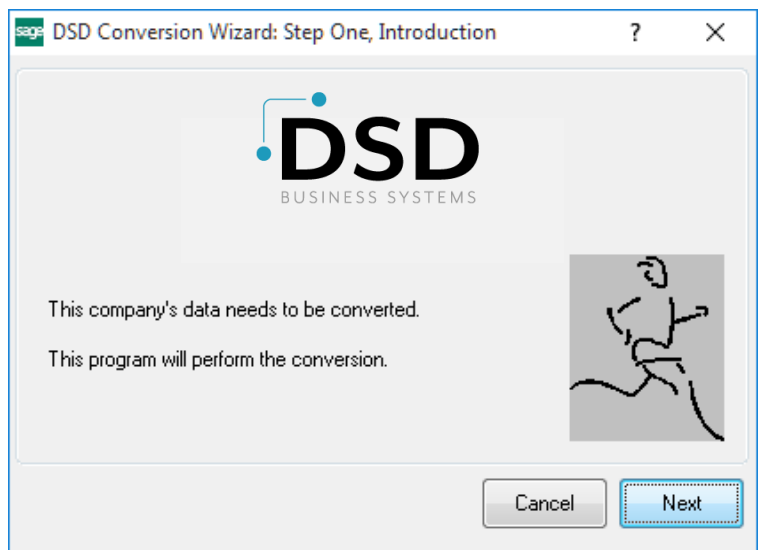 sage DSD Conversion Wizard: Step One, Introduction ? ×
DSD
BUSINESS SYSTEMS
This company's data needs to be converted.
This program will perform the conversion.
Cancel Next